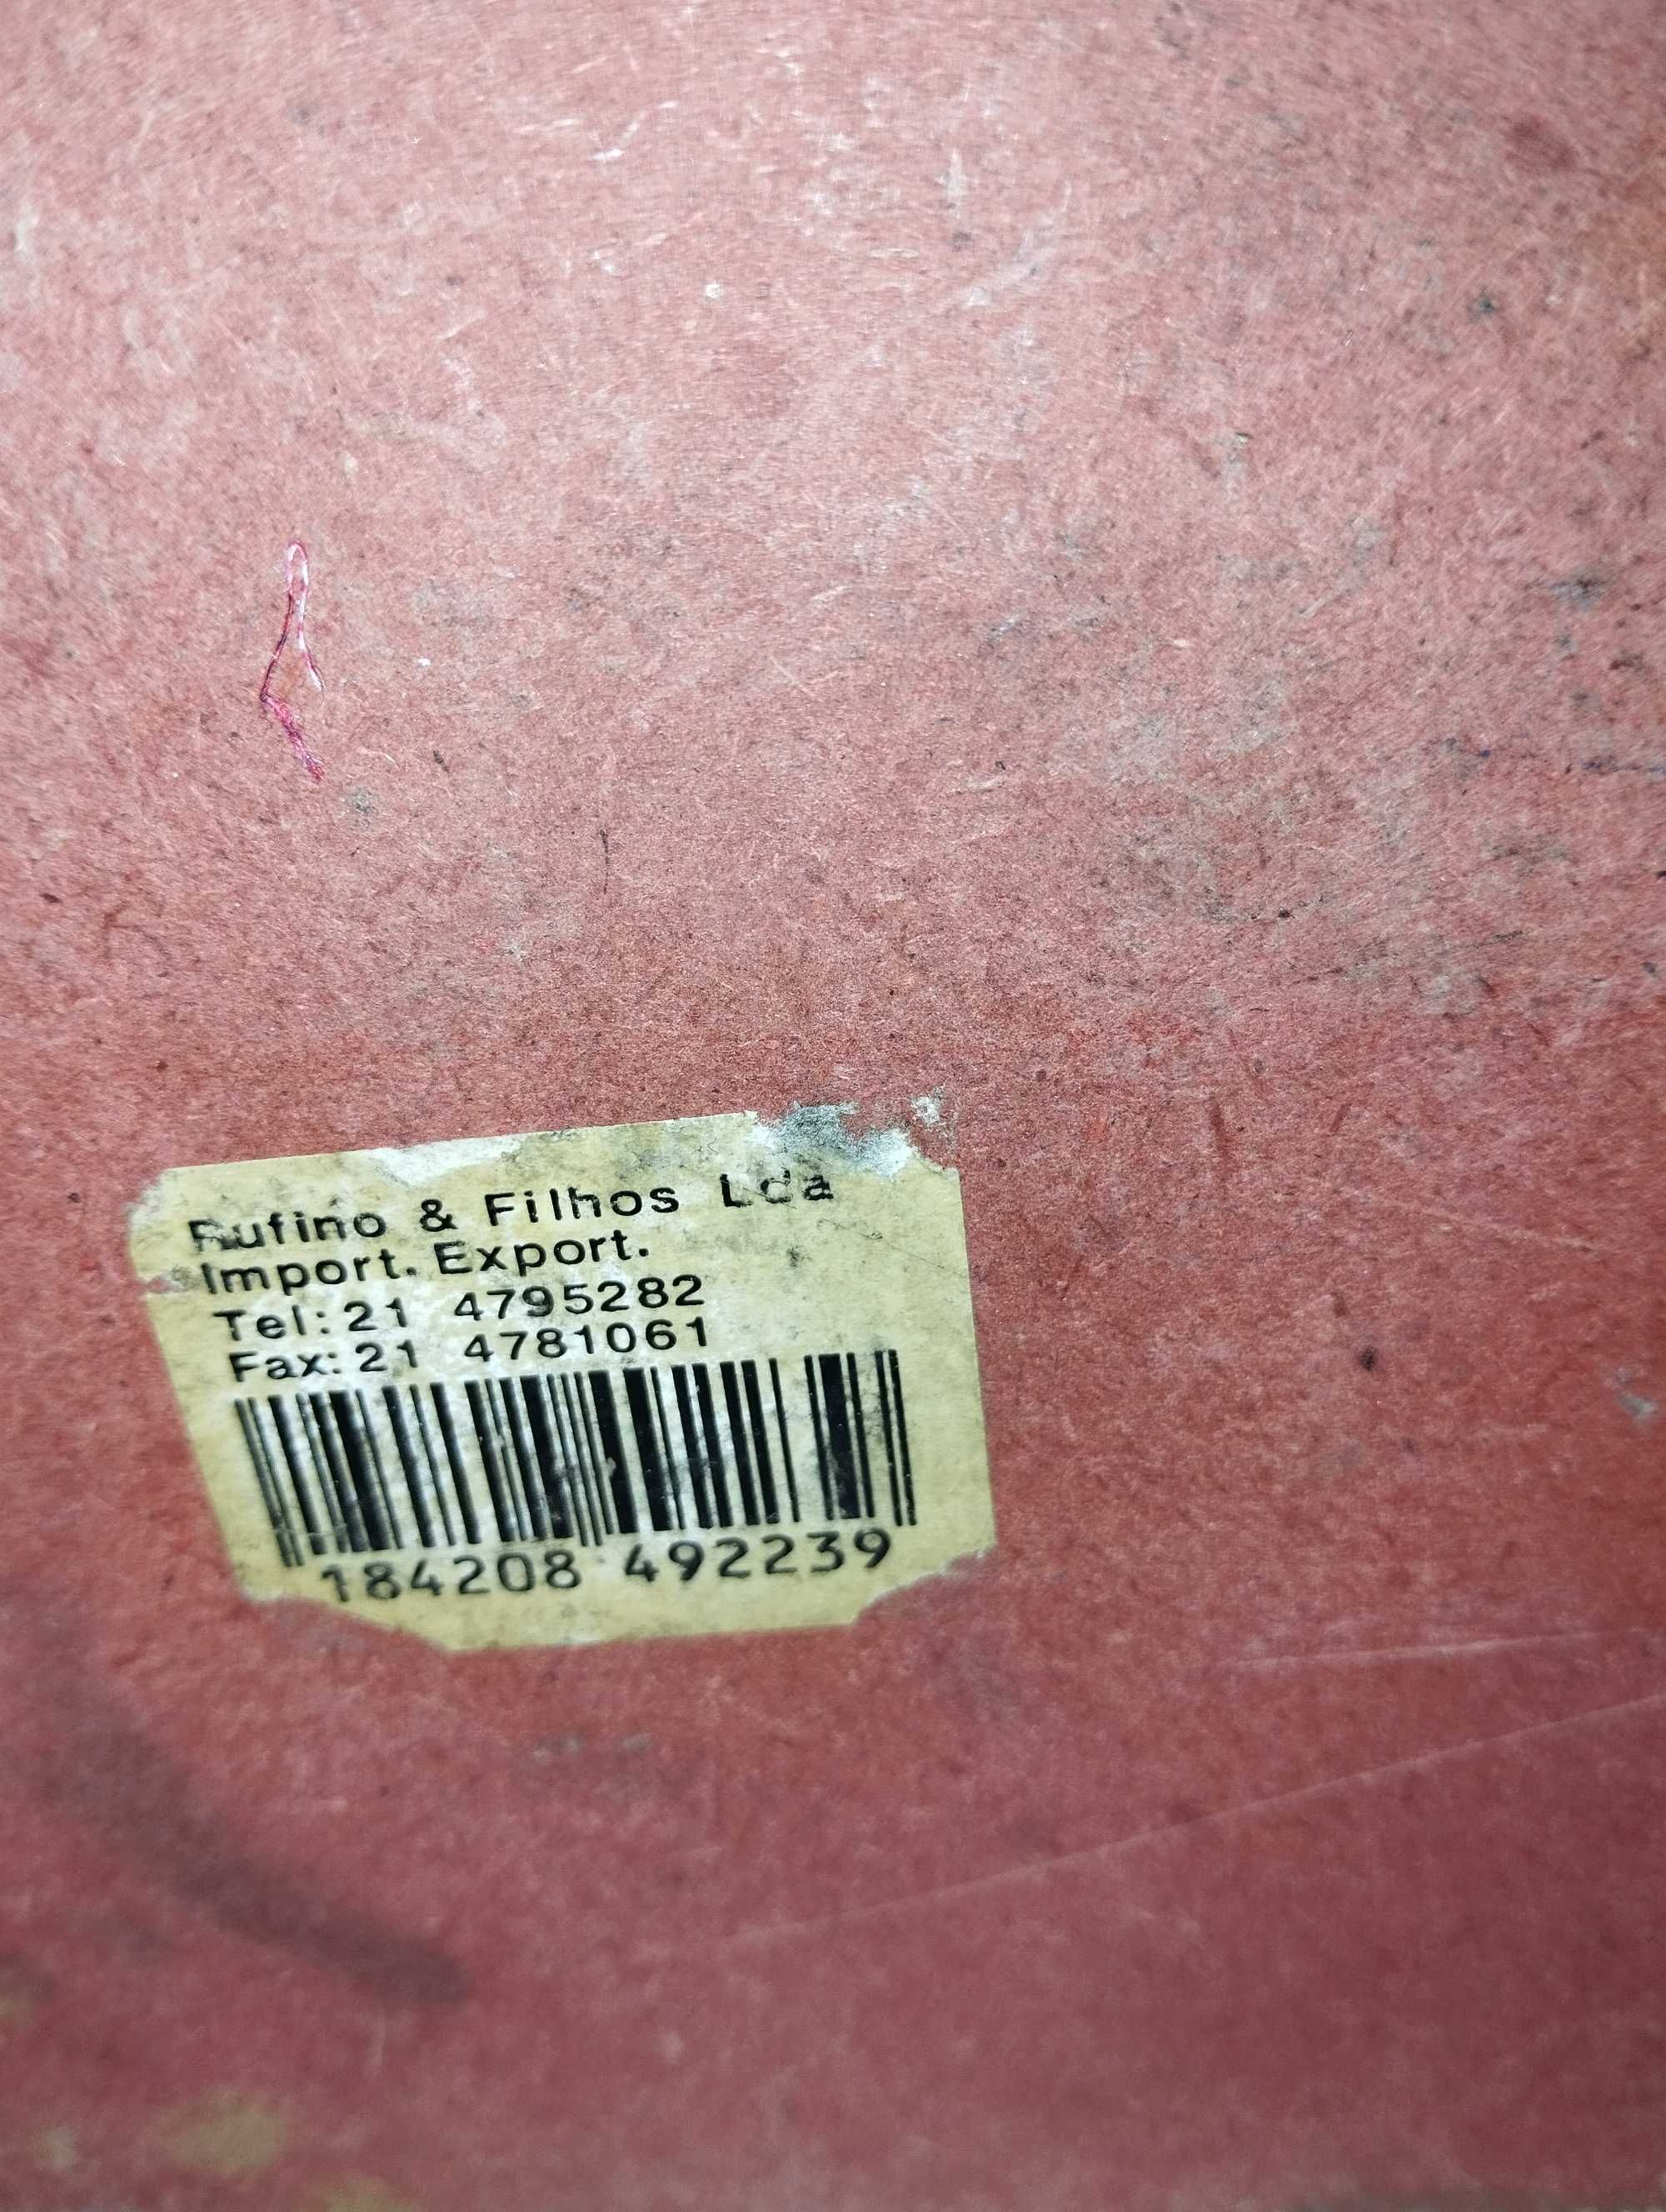 Rufino & Filhos Lda
Import. Export.
Tel:21 4795282
Fax:21 4781061
184208 492239